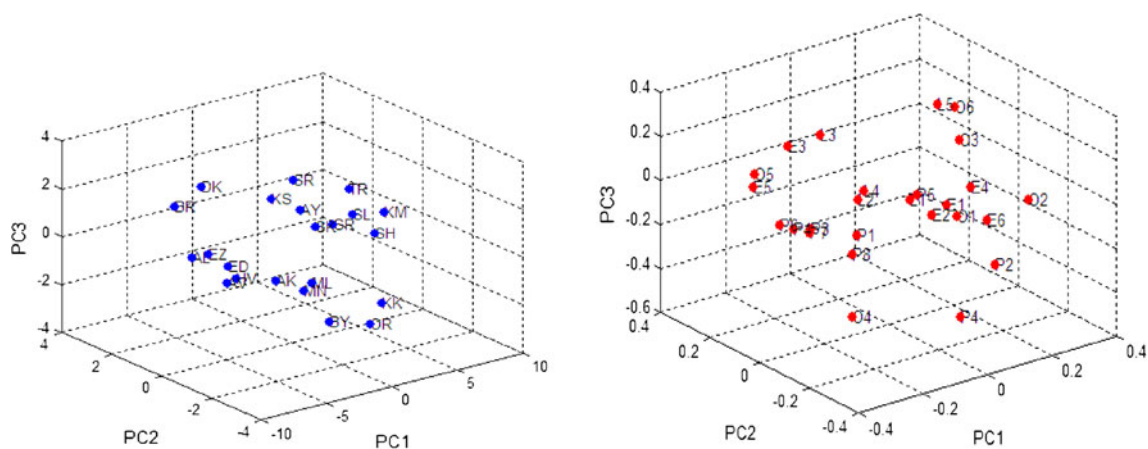 PC3
4
2
0
-2
-4
4
2
0
-2
-4
PC2
-10
-5
0
5
10
PC1
OK
SR
TR
KS
AY
SL
KM
SR
SH
EZ
ED
AK
ML
MN
KK
BY
OR
PC3
0.4
0.2
0
-0.2
-0.4
-0.6
0.4
0.2
0
-0.2
-0.4
PC2
-0.4
-0.2
0
0.2
0.4
PC1
L5
O6
L3
O3
E3
O5
E5
L4
L2
E4
O2
E1
E2
E6
P1
P8
P2
O4
P4